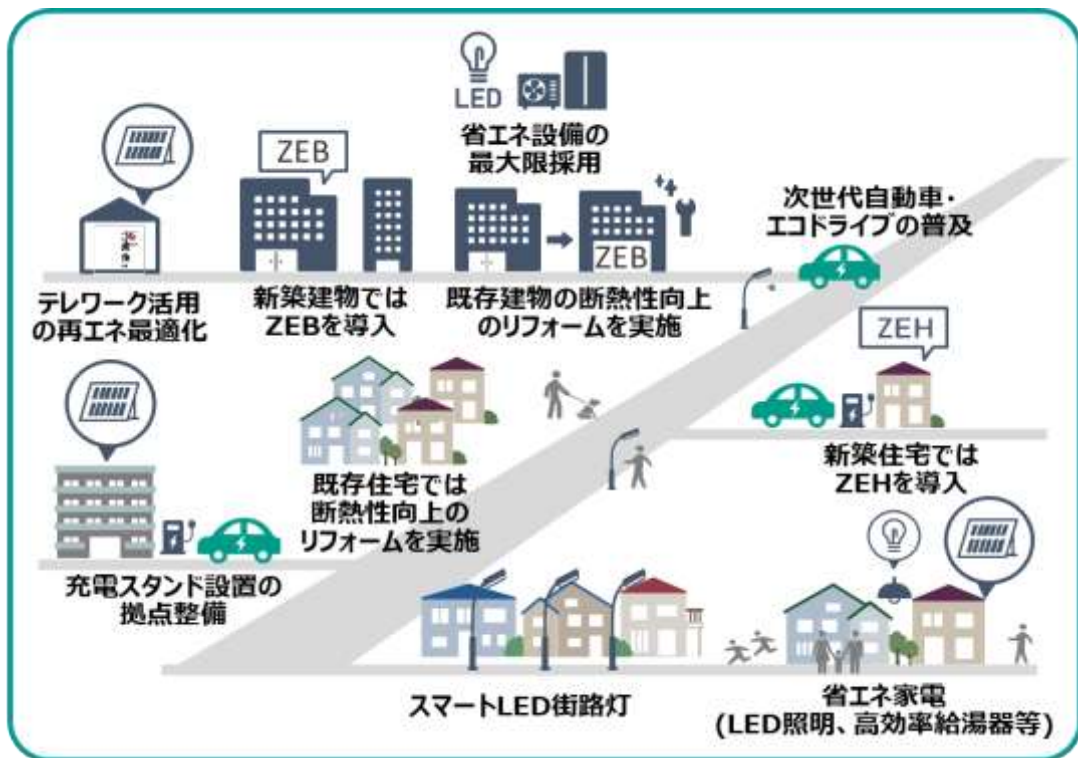 LED
省エネ設備の
最大限採用
ZEB
ZEB
テレワーク活用
の再エネ最適化
新築建物では
ZEBを導入
既存建物の断熱性向上
のリフォームを実施
次世代自動車・
エコドライブの普及
ZEH
新築住宅では
ZEHを導入
既存住宅では
断熱性向上の
リフォームを実施
充電スタンド設置の
拠点整備
スマートLED街路灯
省エネ家電
(LED照明、高効率給湯器等)